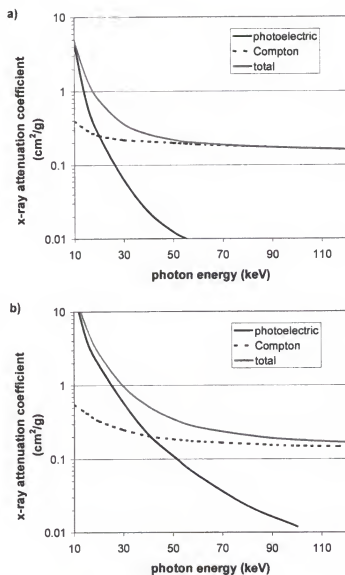 a)
x-ray attenuation coefficient
(cm²/g)
10
1
0.1
0.01
photoelectric
Compton
total
10 30 50 70 90 110
photon energy (keV)
b)
x-ray attenuation coefficient
(cm²/g)
10
1
0.1
0.01
photoelectric
Compton
total
10 30 50 70 90 110
photon energy (keV)